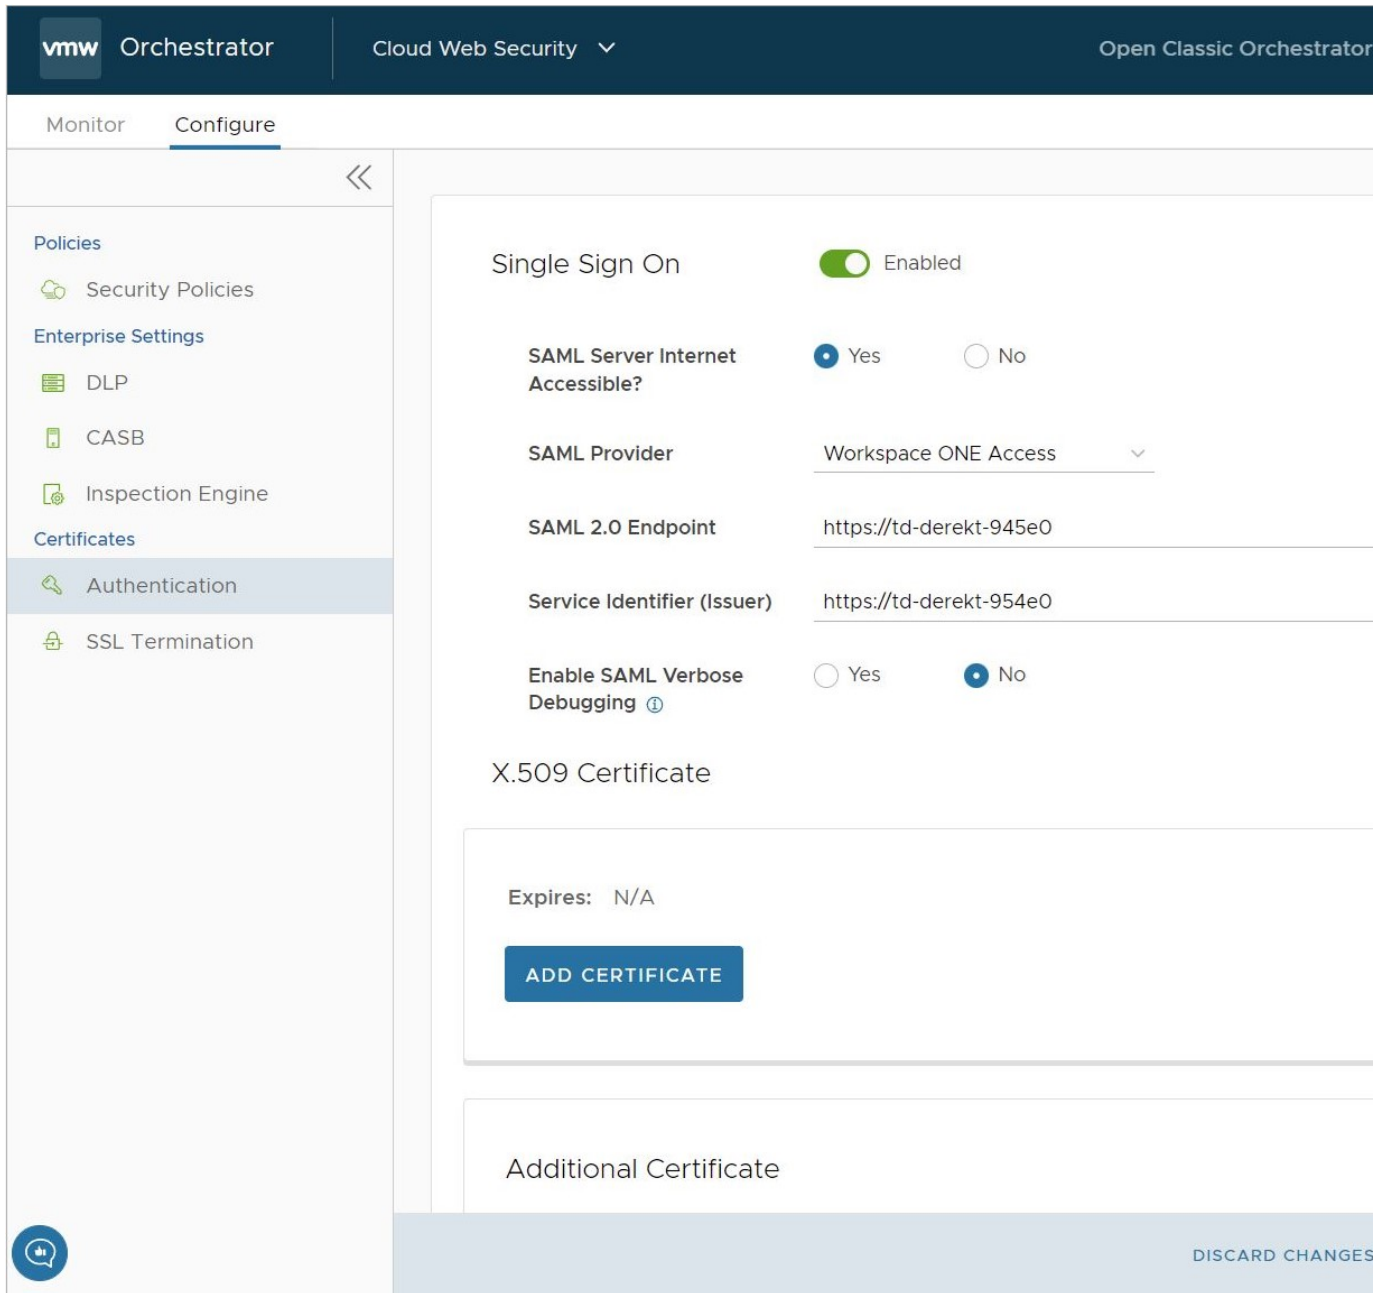 vmw Orchestrator Cloud Web Security Open Classic Orchestrator
Monitor Configure
Policies
Security Policies
Enterprise Settings
DLP
CASB
Inspection Engine
Certificates
Authentication
SSL Termination
Single Sign On Enabled
SAML Server Internet
Accessible?
Yes No
SAML Provider Workspace ONE Access
SAML 2.0 Endpoint https://td-derekt-945e0
Service Identifier (Issuer) https://td-derekt-954e0
Enable SAML Verbose
Debugging
Yes No
X.509 Certificate
Expires: N/A
ADD CERTIFICATE
Additional Certificate
DISCARD CHANGES